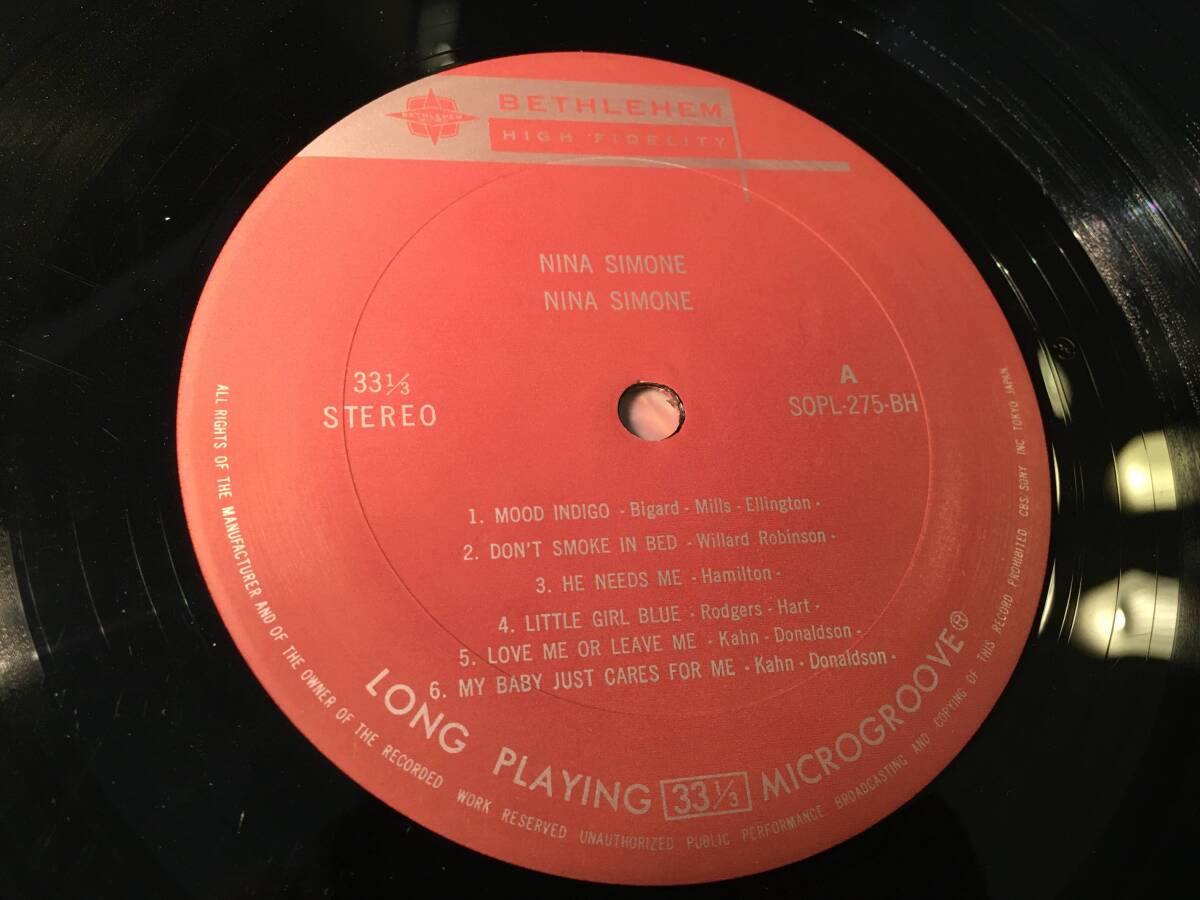 BETHLEHEM
BETHLEHEM
HIGH FIDELITY
NINA SIMONE
NINA SIMONE
33 1/3
STEREO
A
SOPL-275-BH
1. MOOD INDIGO - Bigard - Mills - Ellington -
2. DON'T SMOKE IN BED - Willard Robinson -
3. HE NEEDS ME - Hamilton -
4. LITTLE GIRL BLUE - Rodgers - Hart -
5. LOVE ME OR LEAVE ME - Kahn - Donaldson -
6. MY BABY JUST CARES FOR ME - Kahn - Donaldson -
LONG PLAYING 33 1/3 MICROGROOVE®
ALL RIGHTS OF THE MANUFACTURER AND OF THE OWNER OF THE RECORDED WORK RESERVED UNAUTHORIZED PUBLIC PERFORMANCE BROADCASTING AND COPYING OF THIS RECORD PROHIBITED CBS/SONY INC TOKYO JAPAN